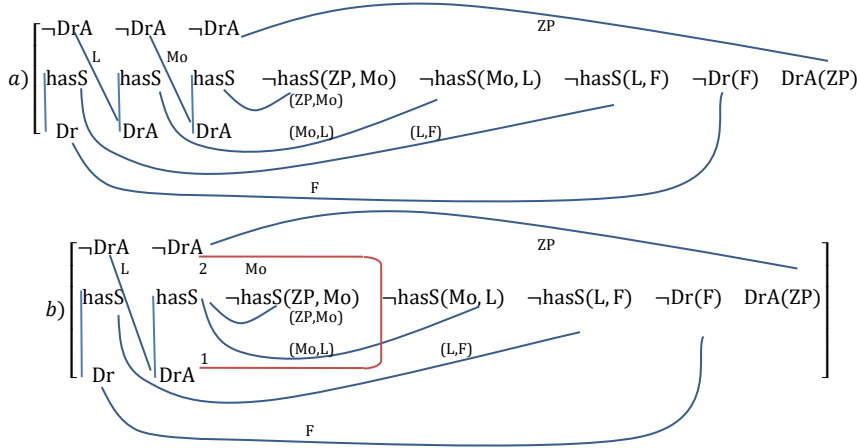 ¬DrA ¬DrA ¬DrA ZP
L Mo
a) hasS hasS hasS ¬hasS(ZP, Mo) ¬hasS(Mo, L) ¬hasS(L, F) ¬Dr(F) DrA(ZP)
(ZP,Mo)
Dr DrA DrA (Mo,L) (L,F)
F
¬DrA ¬DrA ZP
L 2 Mo
b) hasS hasS ¬hasS(ZP, Mo) ¬hasS(Mo, L) ¬hasS(L, F) ¬Dr(F) DrA(ZP)
(ZP,Mo)
1 (Mo,L) (L,F)
Dr DrA
F